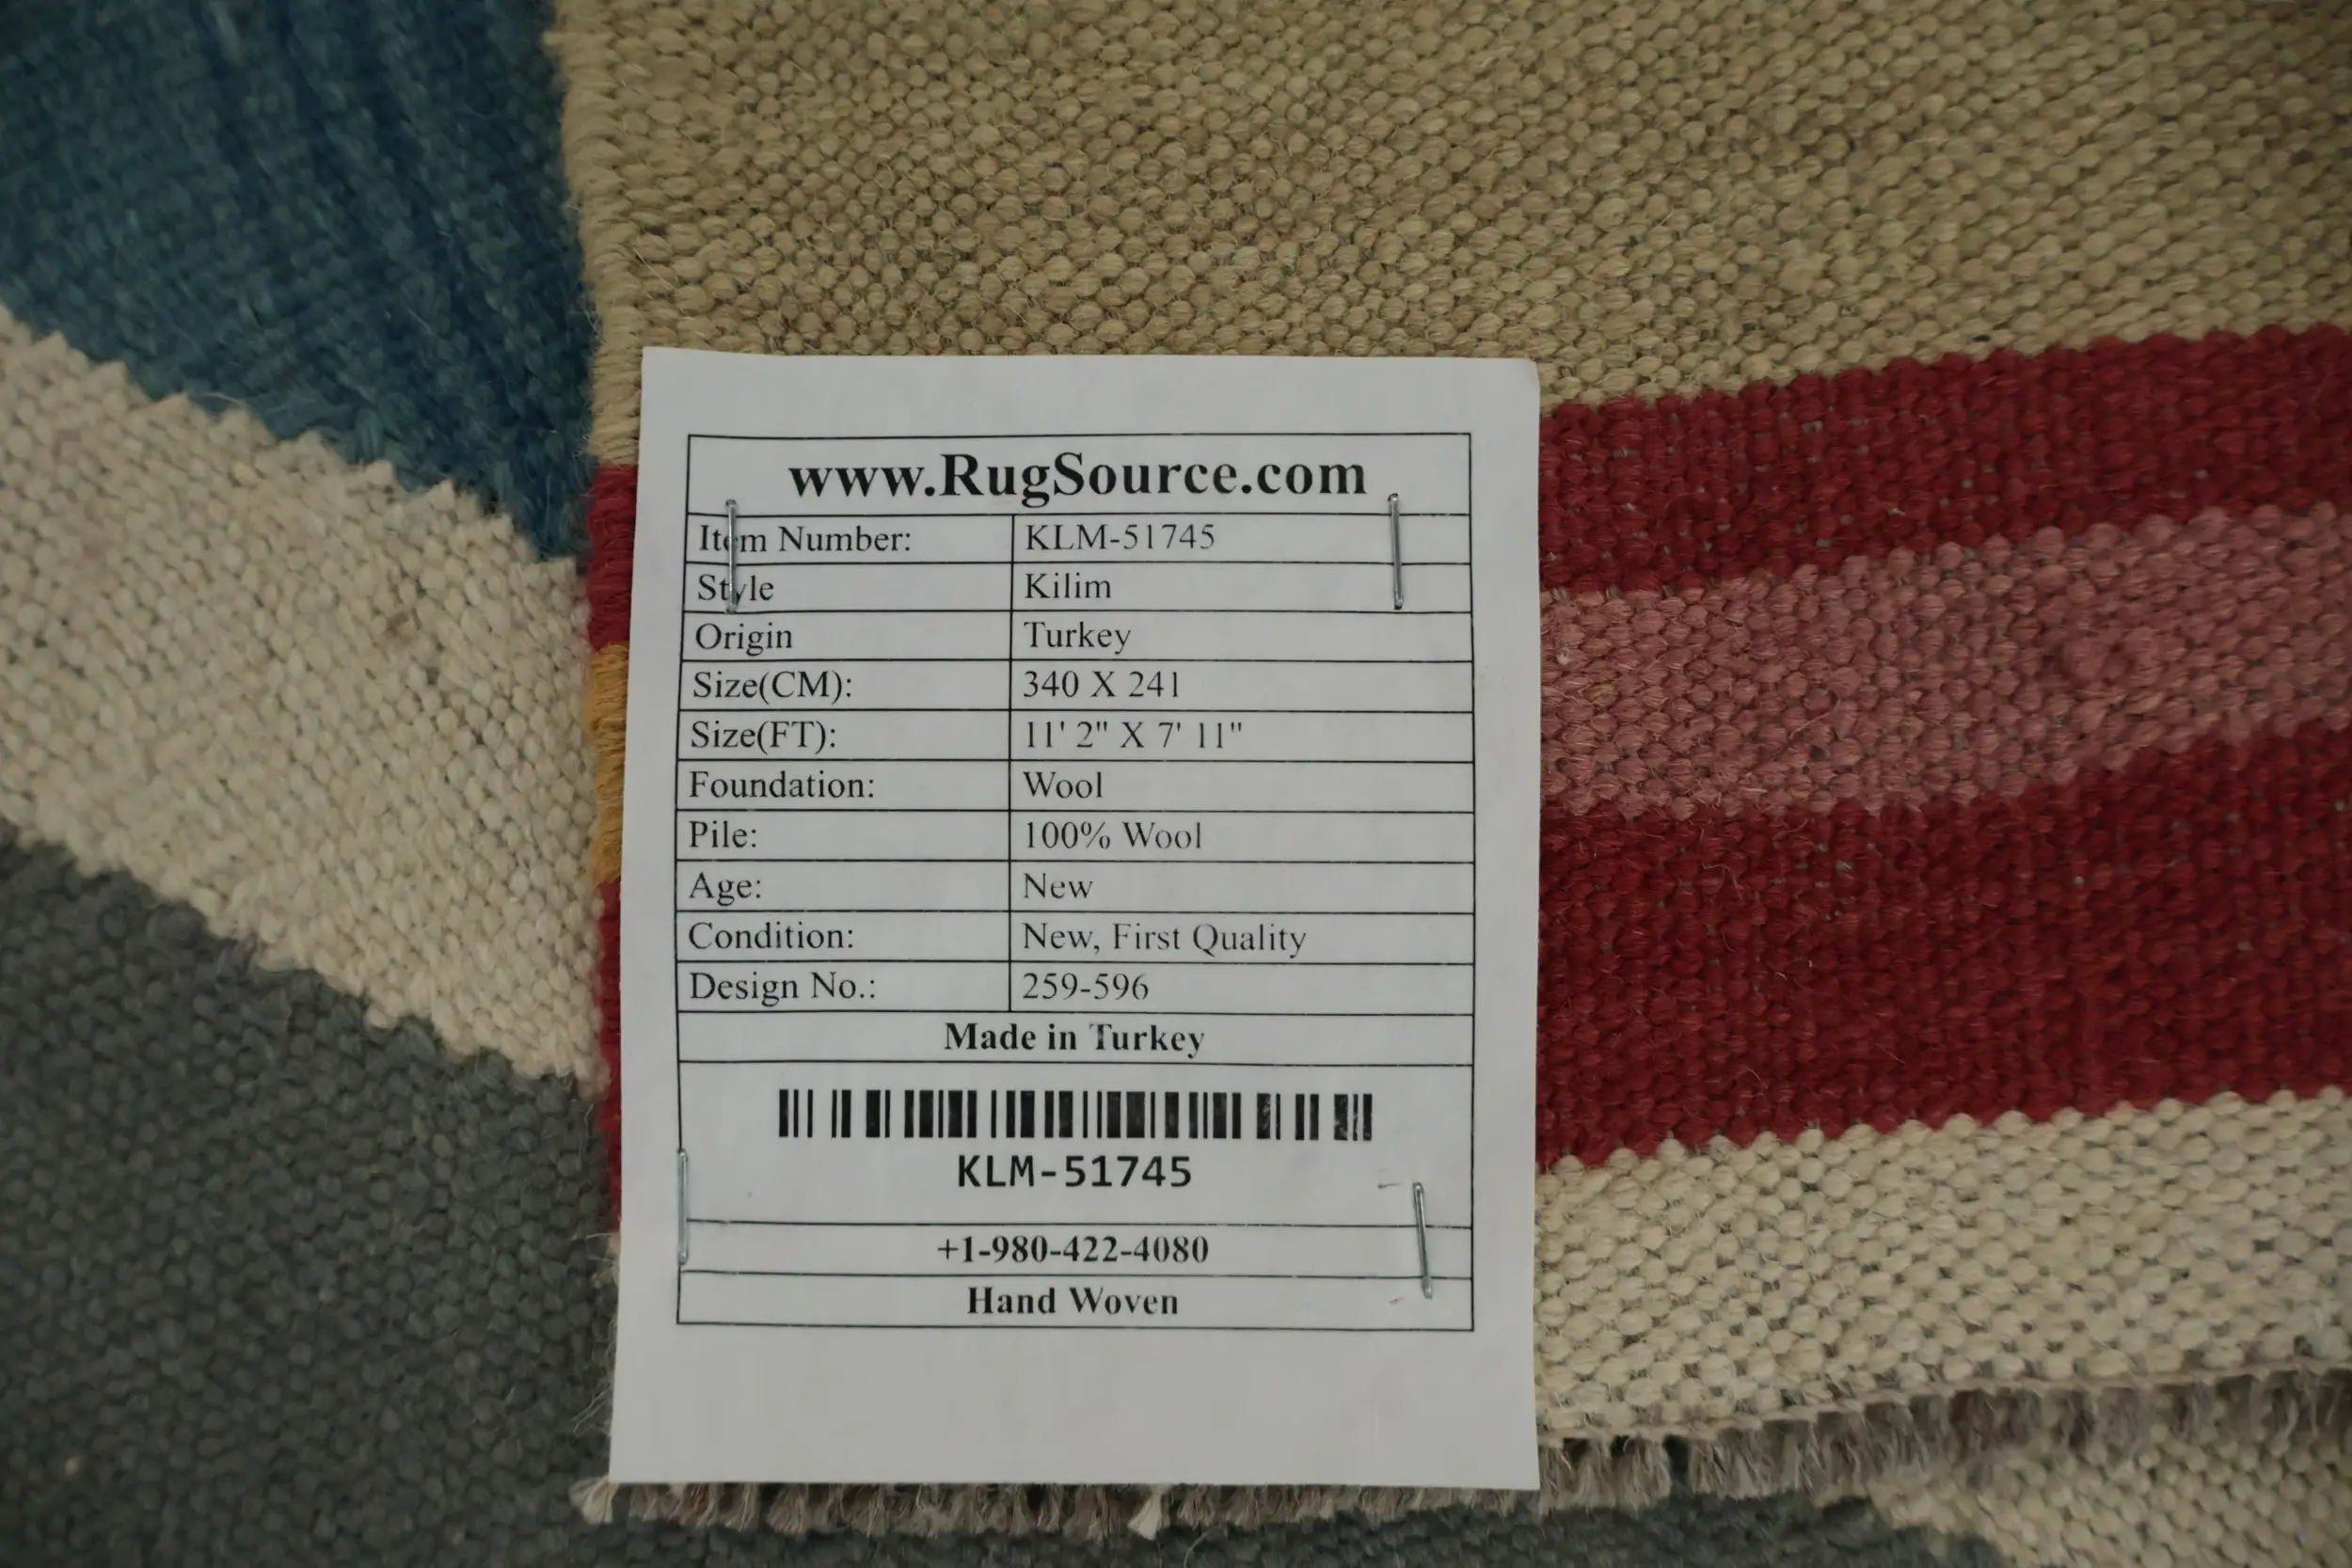 www.RugSource.com
Item Number: KLM-51745
Style Kilim
Origin Turkey
Size(CM): 340 X 241
Size(FT): 11' 2" X 7' 11"
Foundation: Wool
Pile: 100% Wool
Age: New
Condition: New, First Quality
Design No.: 259-596
Made in Turkey
KLM-51745
+1-980-422-4080
Hand Woven